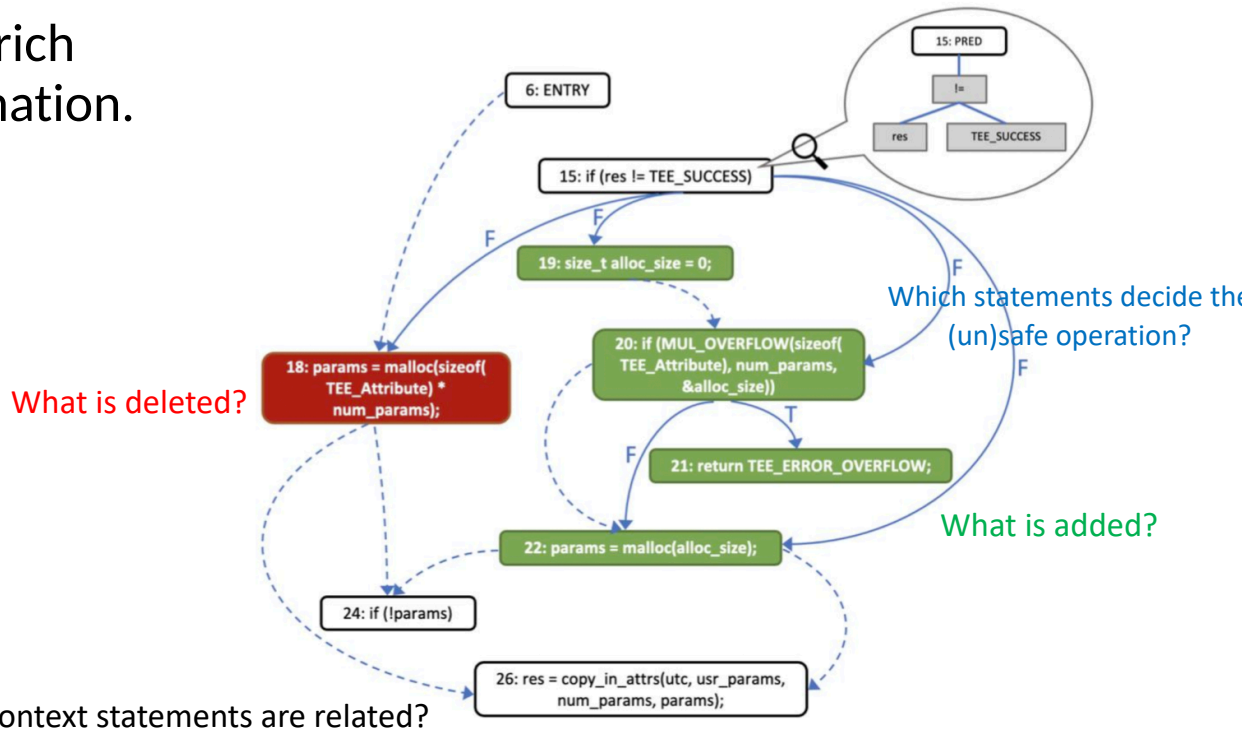 rich
nation.
15: PRED
!=
res
TEE_SUCCESS
6: ENTRY
15: if (res != TEE_SUCCESS)
F
F
19: size_t alloc_size = 0;
F
Which statements decide the
(un)safe operation?
20: if (MUL_OVERFLOW(sizeof(
TEE_Attribute), num_params,
&alloc_size))
18: params = malloc(sizeof(
TEE_Attribute) *
num_params);
F
What is deleted?
T
F
21: return TEE_ERROR_OVERFLOW;
What is added?
22: params = malloc(alloc_size);
24: if (!params)
26: res = copy_in_attrs(utc, usr_params,
num_params, params);
ontext statements are related?